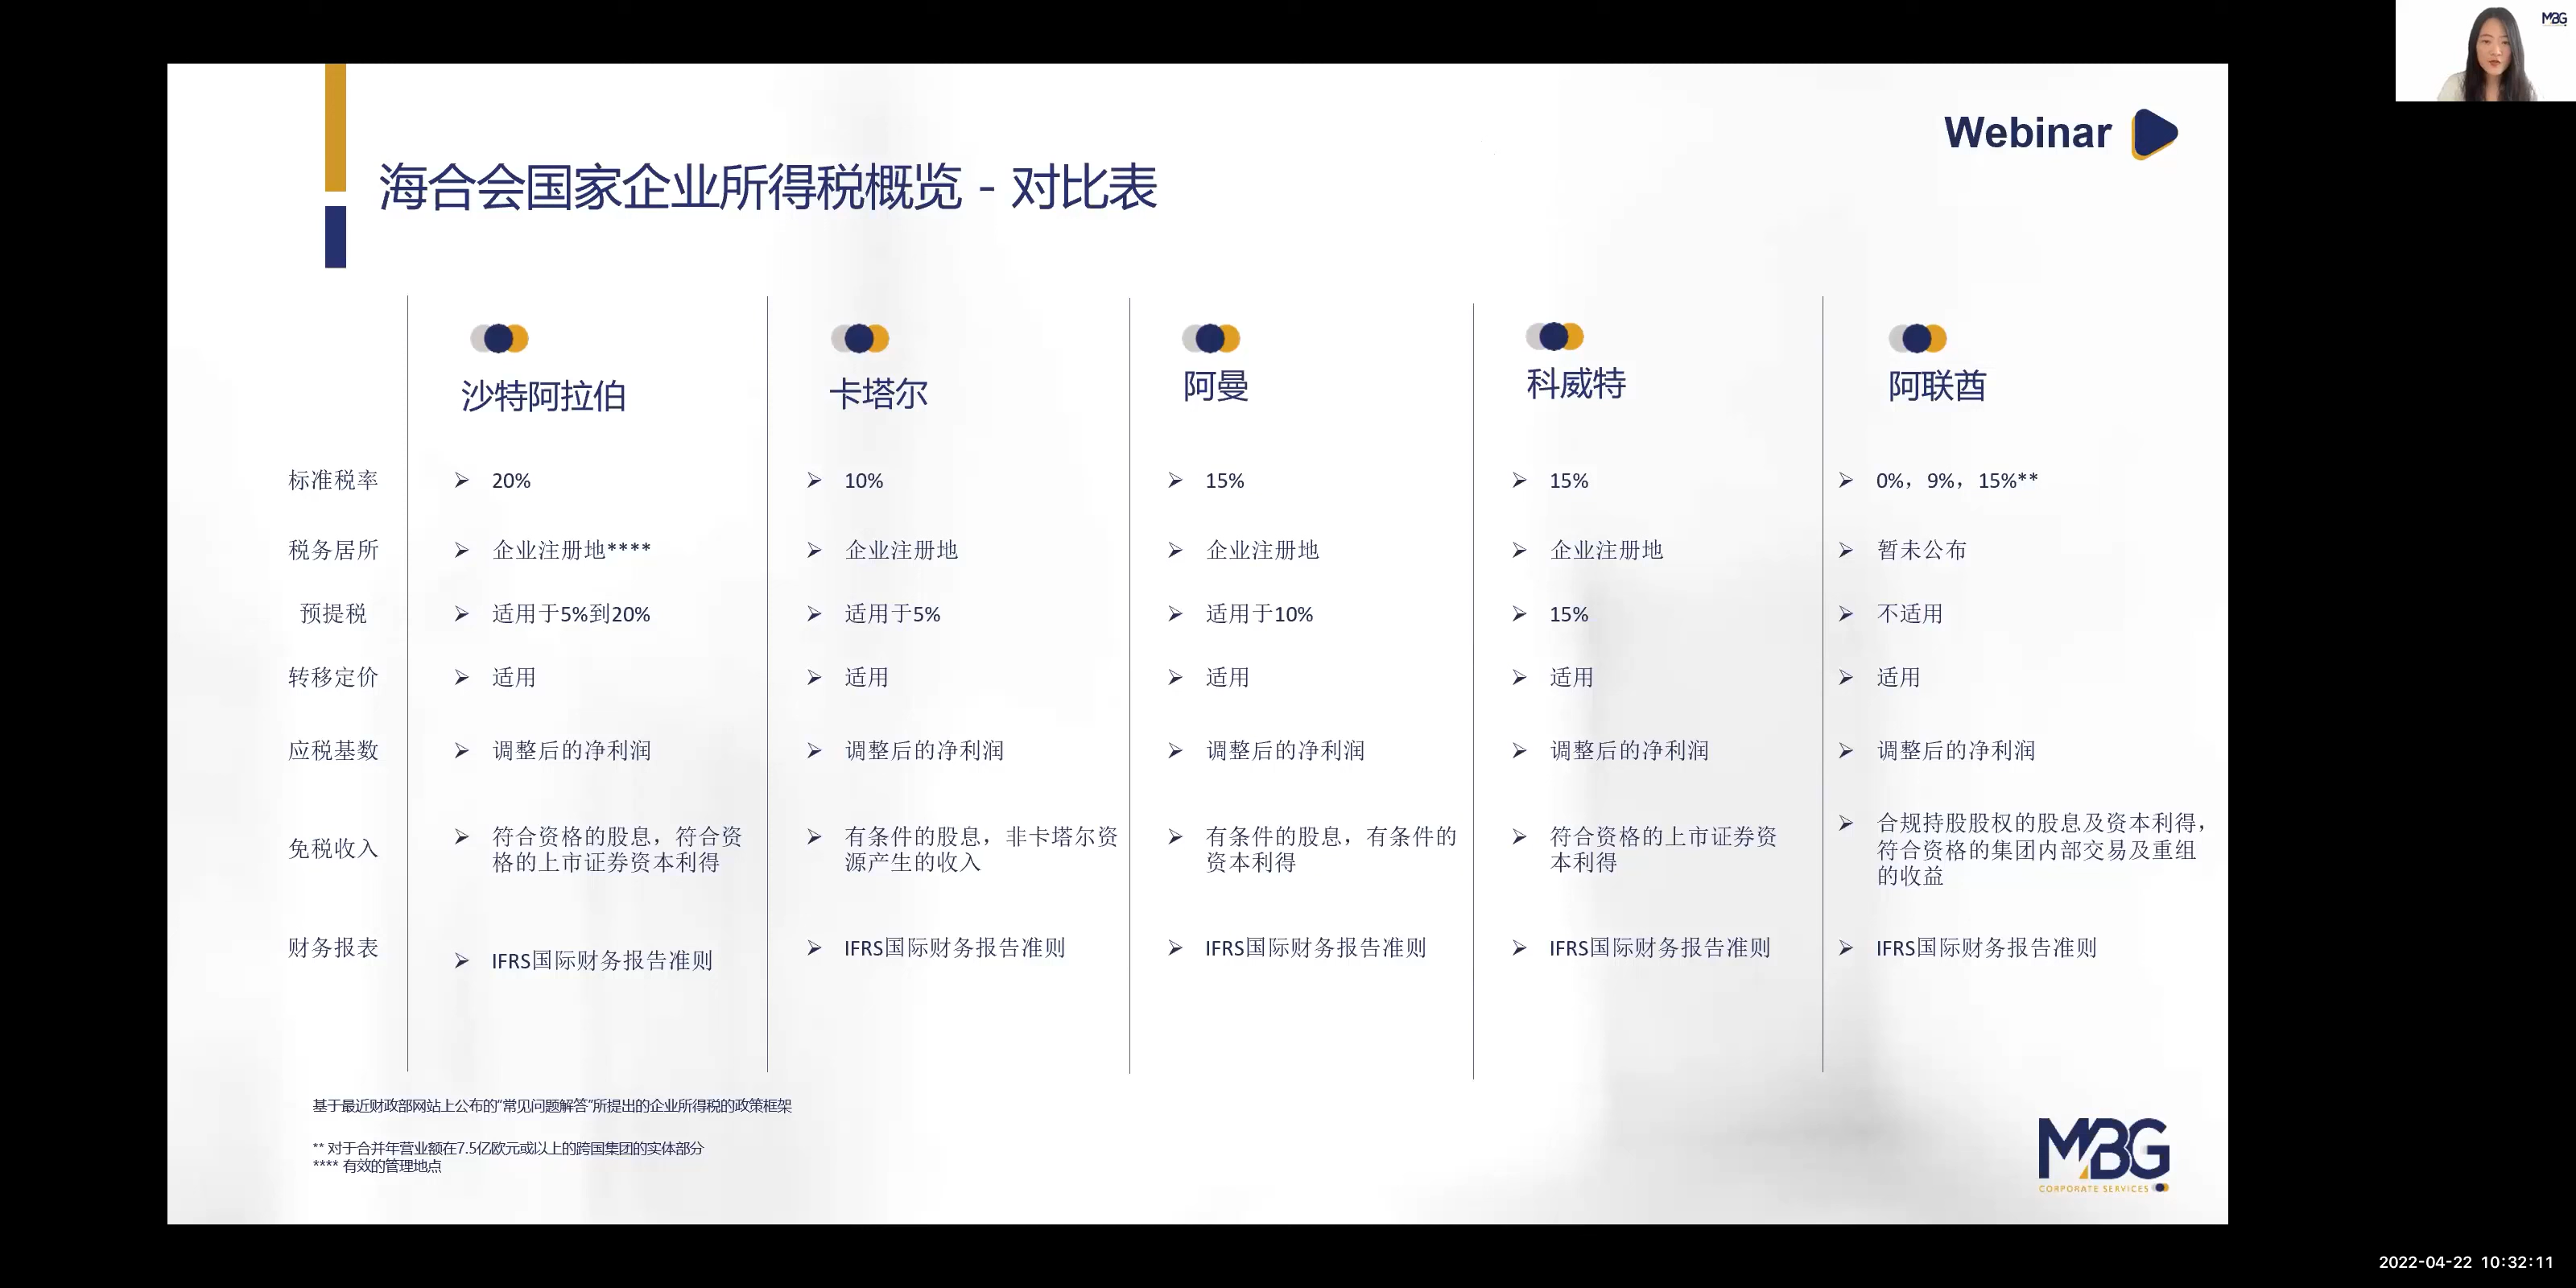 MBG
Webinar
海合会国家企业所得税概览 - 对比表
沙特阿拉伯
卡塔尔
阿曼
科威特
阿联酋
标准税率
20%
10%
15%
15%
0%，9%，15%**
税务居所
企业注册地****
企业注册地
企业注册地
企业注册地
暂未公布
预提税
适用于5%到20%
适用于5%
适用于10%
15%
不适用
转移定价
适用
适用
适用
适用
适用
应税基数
调整后的净利润
调整后的净利润
调整后的净利润
调整后的净利润
调整后的净利润
免税收入
符合资格的股息，符合资
格的上市证券资本利得
有条件的股息，非卡塔尔资
源产生的收入
有条件的股息，有条件的
资本利得
符合资格的上市证券资
本利得
合规持股股权的股息及资本利得，
符合资格的集团内部交易及重组
的收益
财务报表
IFRS国际财务报告准则
IFRS国际财务报告准则
IFRS国际财务报告准则
IFRS国际财务报告准则
IFRS国际财务报告准则
基于最近财政部网站上公布的“常见问题解答”所提出的企业所得税的政策框架
** 对于合并年营业额在7.5亿欧元或以上的跨国集团的实体部分
**** 有效的管理地点
MBG
CORPORATE SERVICES
2022-04-22 10:32:11